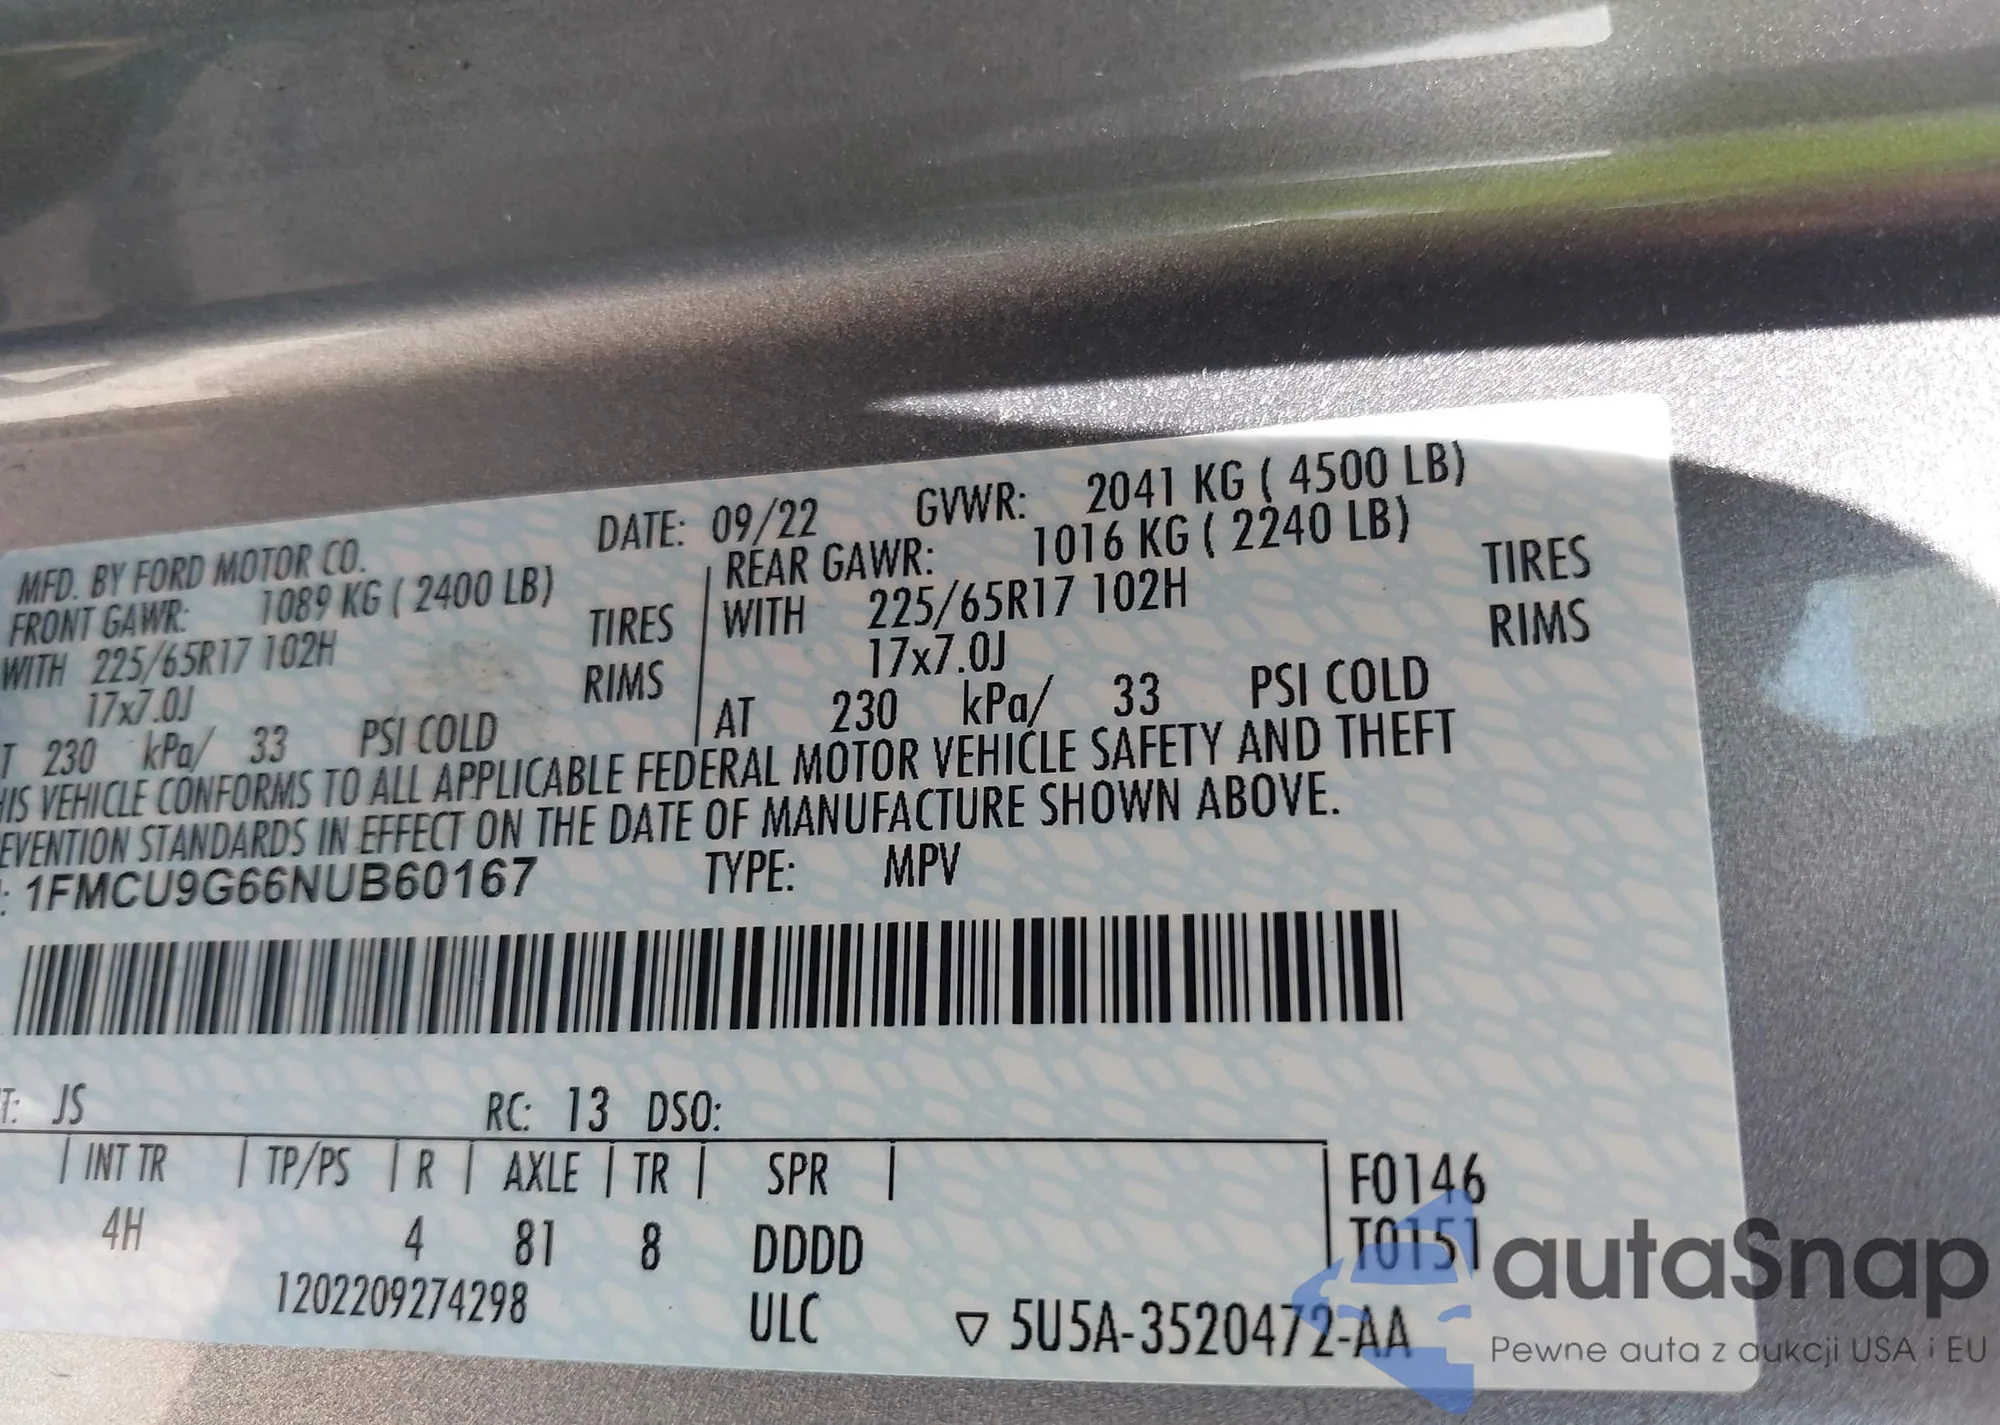 MFD. BY FORD MOTOR CO. DATE: 09/22 GVWR: 2041 KG ( 4500 LB)
FRONT GAWR: 1089 KG ( 2400 LB) REAR GAWR: 1016 KG ( 2240 LB)
WITH 225/65R17 102H TIRES WITH 225/65R17 102H TIRES
17x7.0J RIMS 17x7.0J RIMS
T 230 kPa/ 33 PSI COLD AT 230 kPa/ 33 PSI COLD
HIS VEHICLE CONFORMS TO ALL APPLICABLE FEDERAL MOTOR VEHICLE SAFETY AND THEFT
EVENTION STANDARDS IN EFFECT ON THE DATE OF MANUFACTURE SHOWN ABOVE.
: 1FMCU9G66NUB60167 TYPE: MPV
T: JS RC: 13 DSO:
INT TR TP/PS R AXLE TR SPR F0146
4H 4 81 8 DDDD T0151
1202209274298 ULC ▽ 5U5A-3520472-AA
autaSnap
Pewne auta z aukcji USA i EU